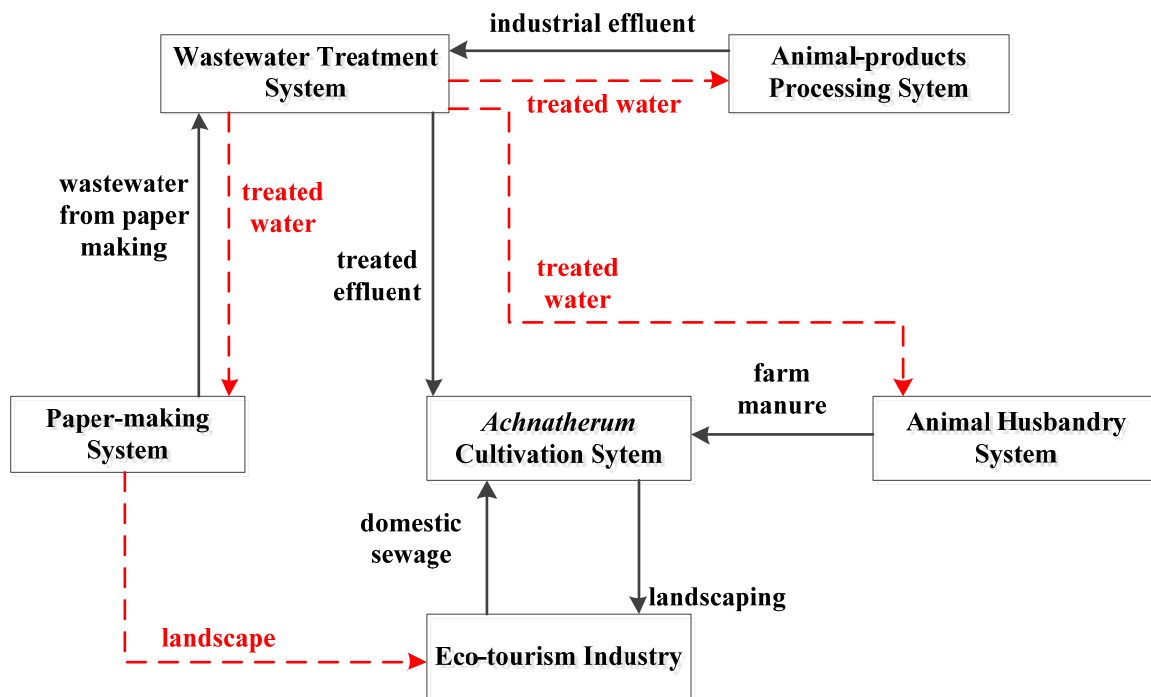 industrial effluent
Wastewater Treatment
System
Animal-products
Processing Sytem
treated water
wastewater
from paper
making
treated
water
treated
effluent
treated
water
farm
manure
Paper-making
System
Achnatherum
Cultivation Sytem
Animal Husbandry
System
domestic
sewage
landscaping
landscape
Eco-tourism Industry